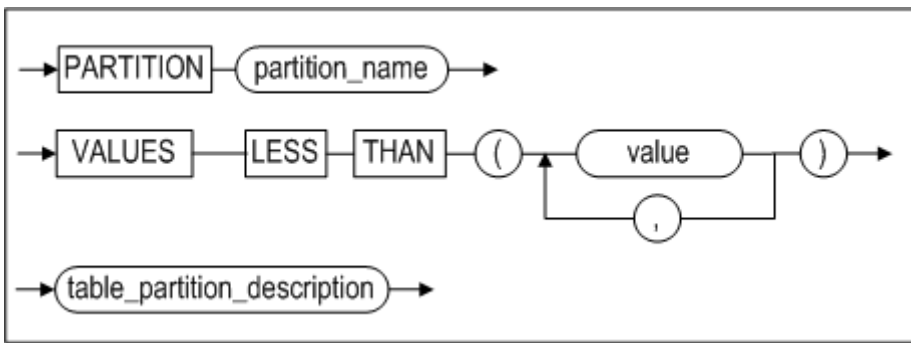 PARTITION partition_name
VALUES LESS THAN ( value )
,
table_partition_description